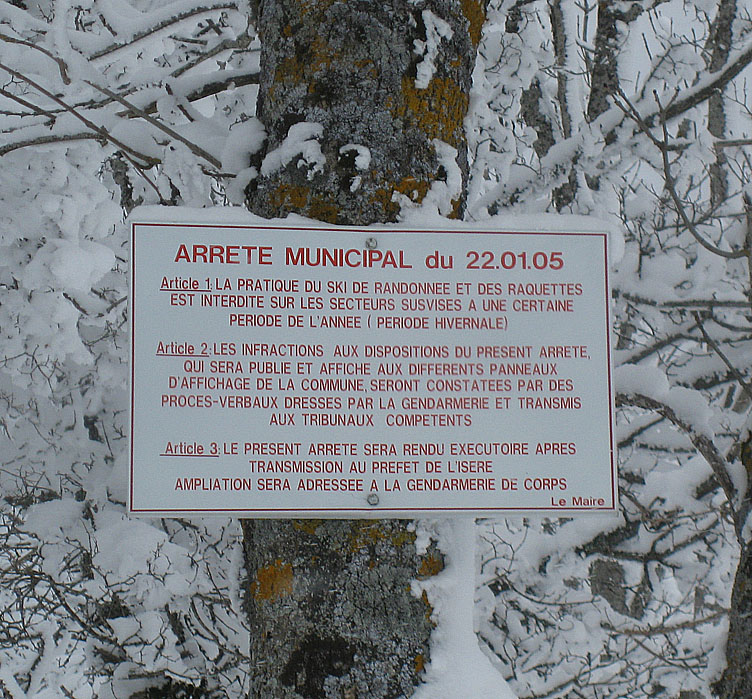 ARRETE MUNICIPAL du 22.01.05
Article 1: LA PRATIQUE DU SKI DE RANDONNEE ET DES RAQUETTES
EST INTERDITE SUR LES SECTEURS SUSVISES A UNE CERTAINE
PERIODE DE L'ANNEE ( PERIODE HIVERNALE)
Article 2: LES INFRACTIONS AUX DISPOSITIONS DU PRESENT ARRETE,
QUI SERA PUBLIE ET AFFICHE AUX DIFFERENTS PANNEAUX
D'AFFICHAGE DE LA COMMUNE, SERONT CONSTATEES PAR DES
PROCES-VERBAUX DRESSES PAR LA GENDARMERIE ET TRANSMIS
AUX TRIBUNAUX COMPETENTS
Article 3: LE PRESENT ARRETE SERA RENDU EXECUTOIRE APRES
TRANSMISSION AU PREFET DE L'ISERE
AMPLIATION SERA ADRESSEE A LA GENDARMERIE DE CORPS
Le Maire